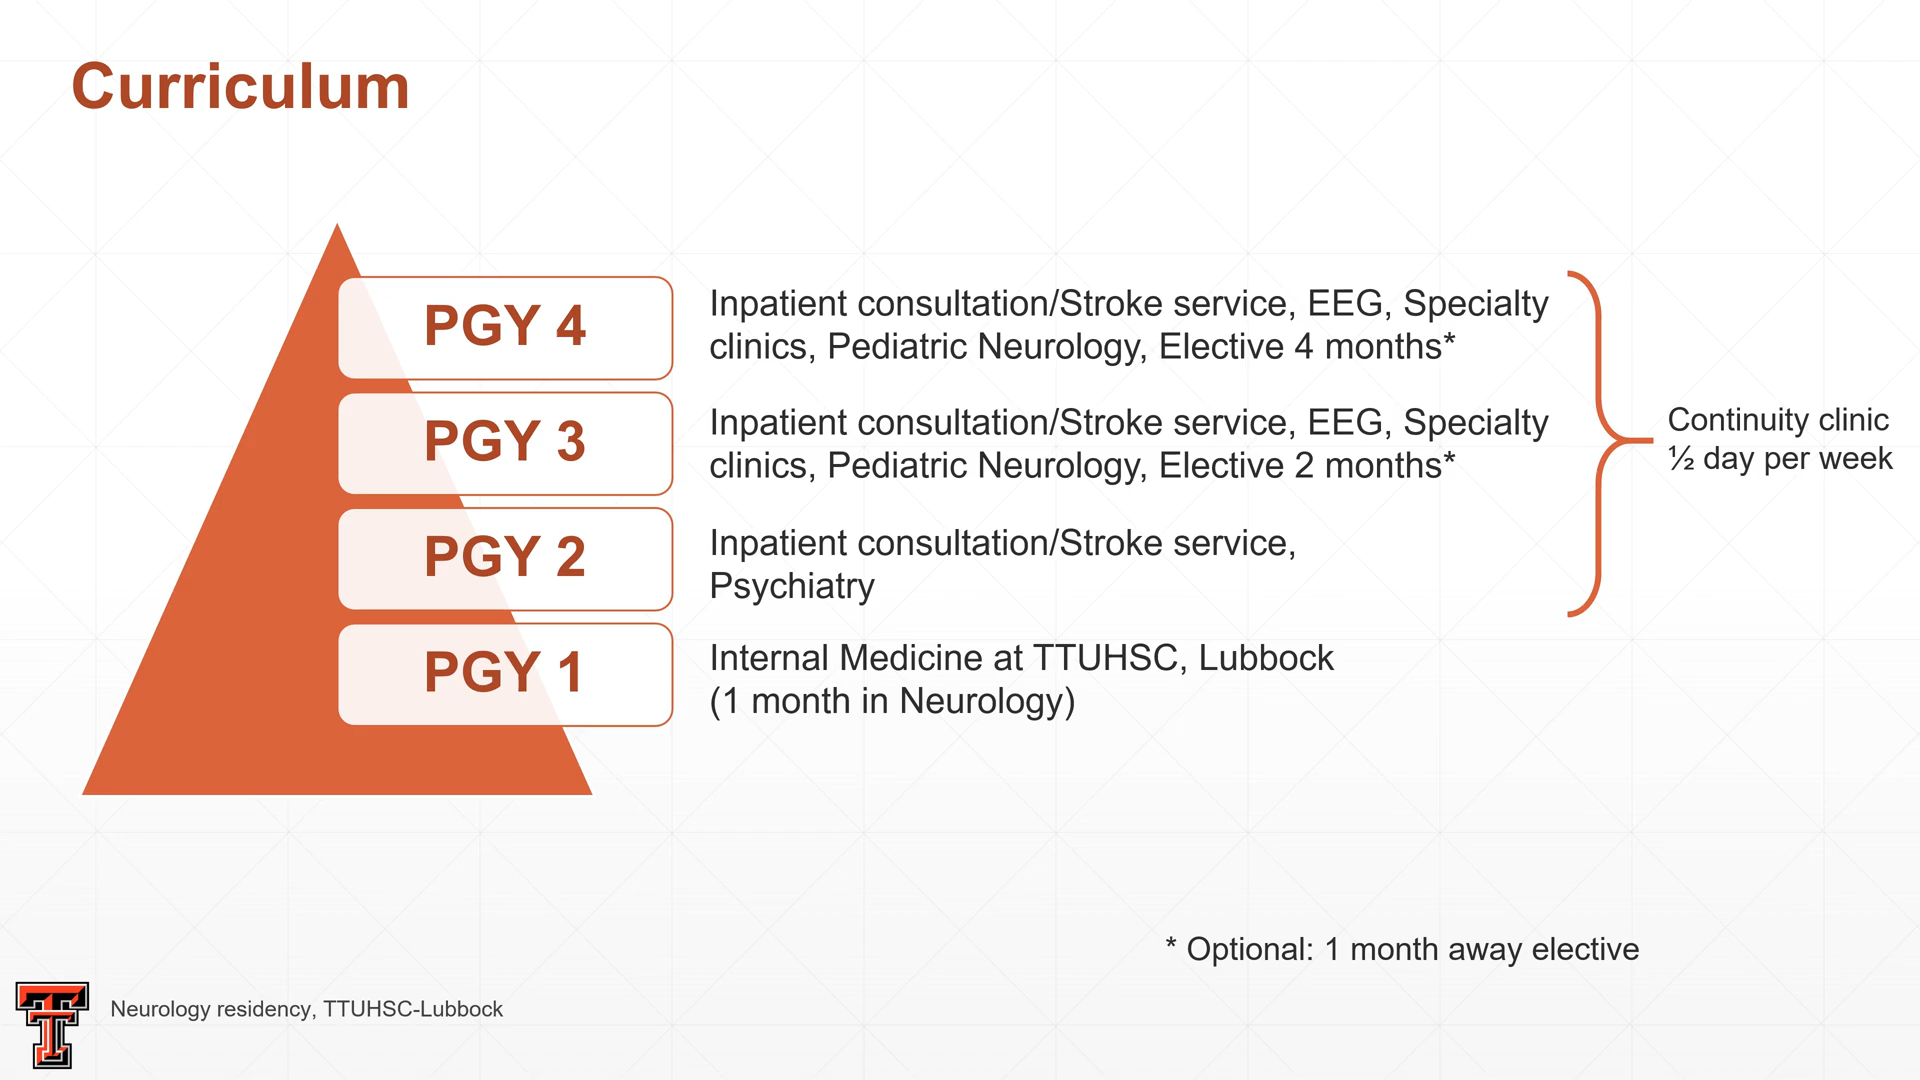 Curriculum
PGY 4
Inpatient consultation/Stroke service, EEG, Specialty
clinics, Pediatric Neurology, Elective 4 months*
PGY 3
Inpatient consultation/Stroke service, EEG, Specialty
clinics, Pediatric Neurology, Elective 2 months*
PGY 2
Inpatient consultation/Stroke service,
Psychiatry
PGY 1
Internal Medicine at TTUHSC, Lubbock
(1 month in Neurology)
Continuity clinic
½ day per week
* Optional: 1 month away elective
Neurology residency, TTUHSC-Lubbock